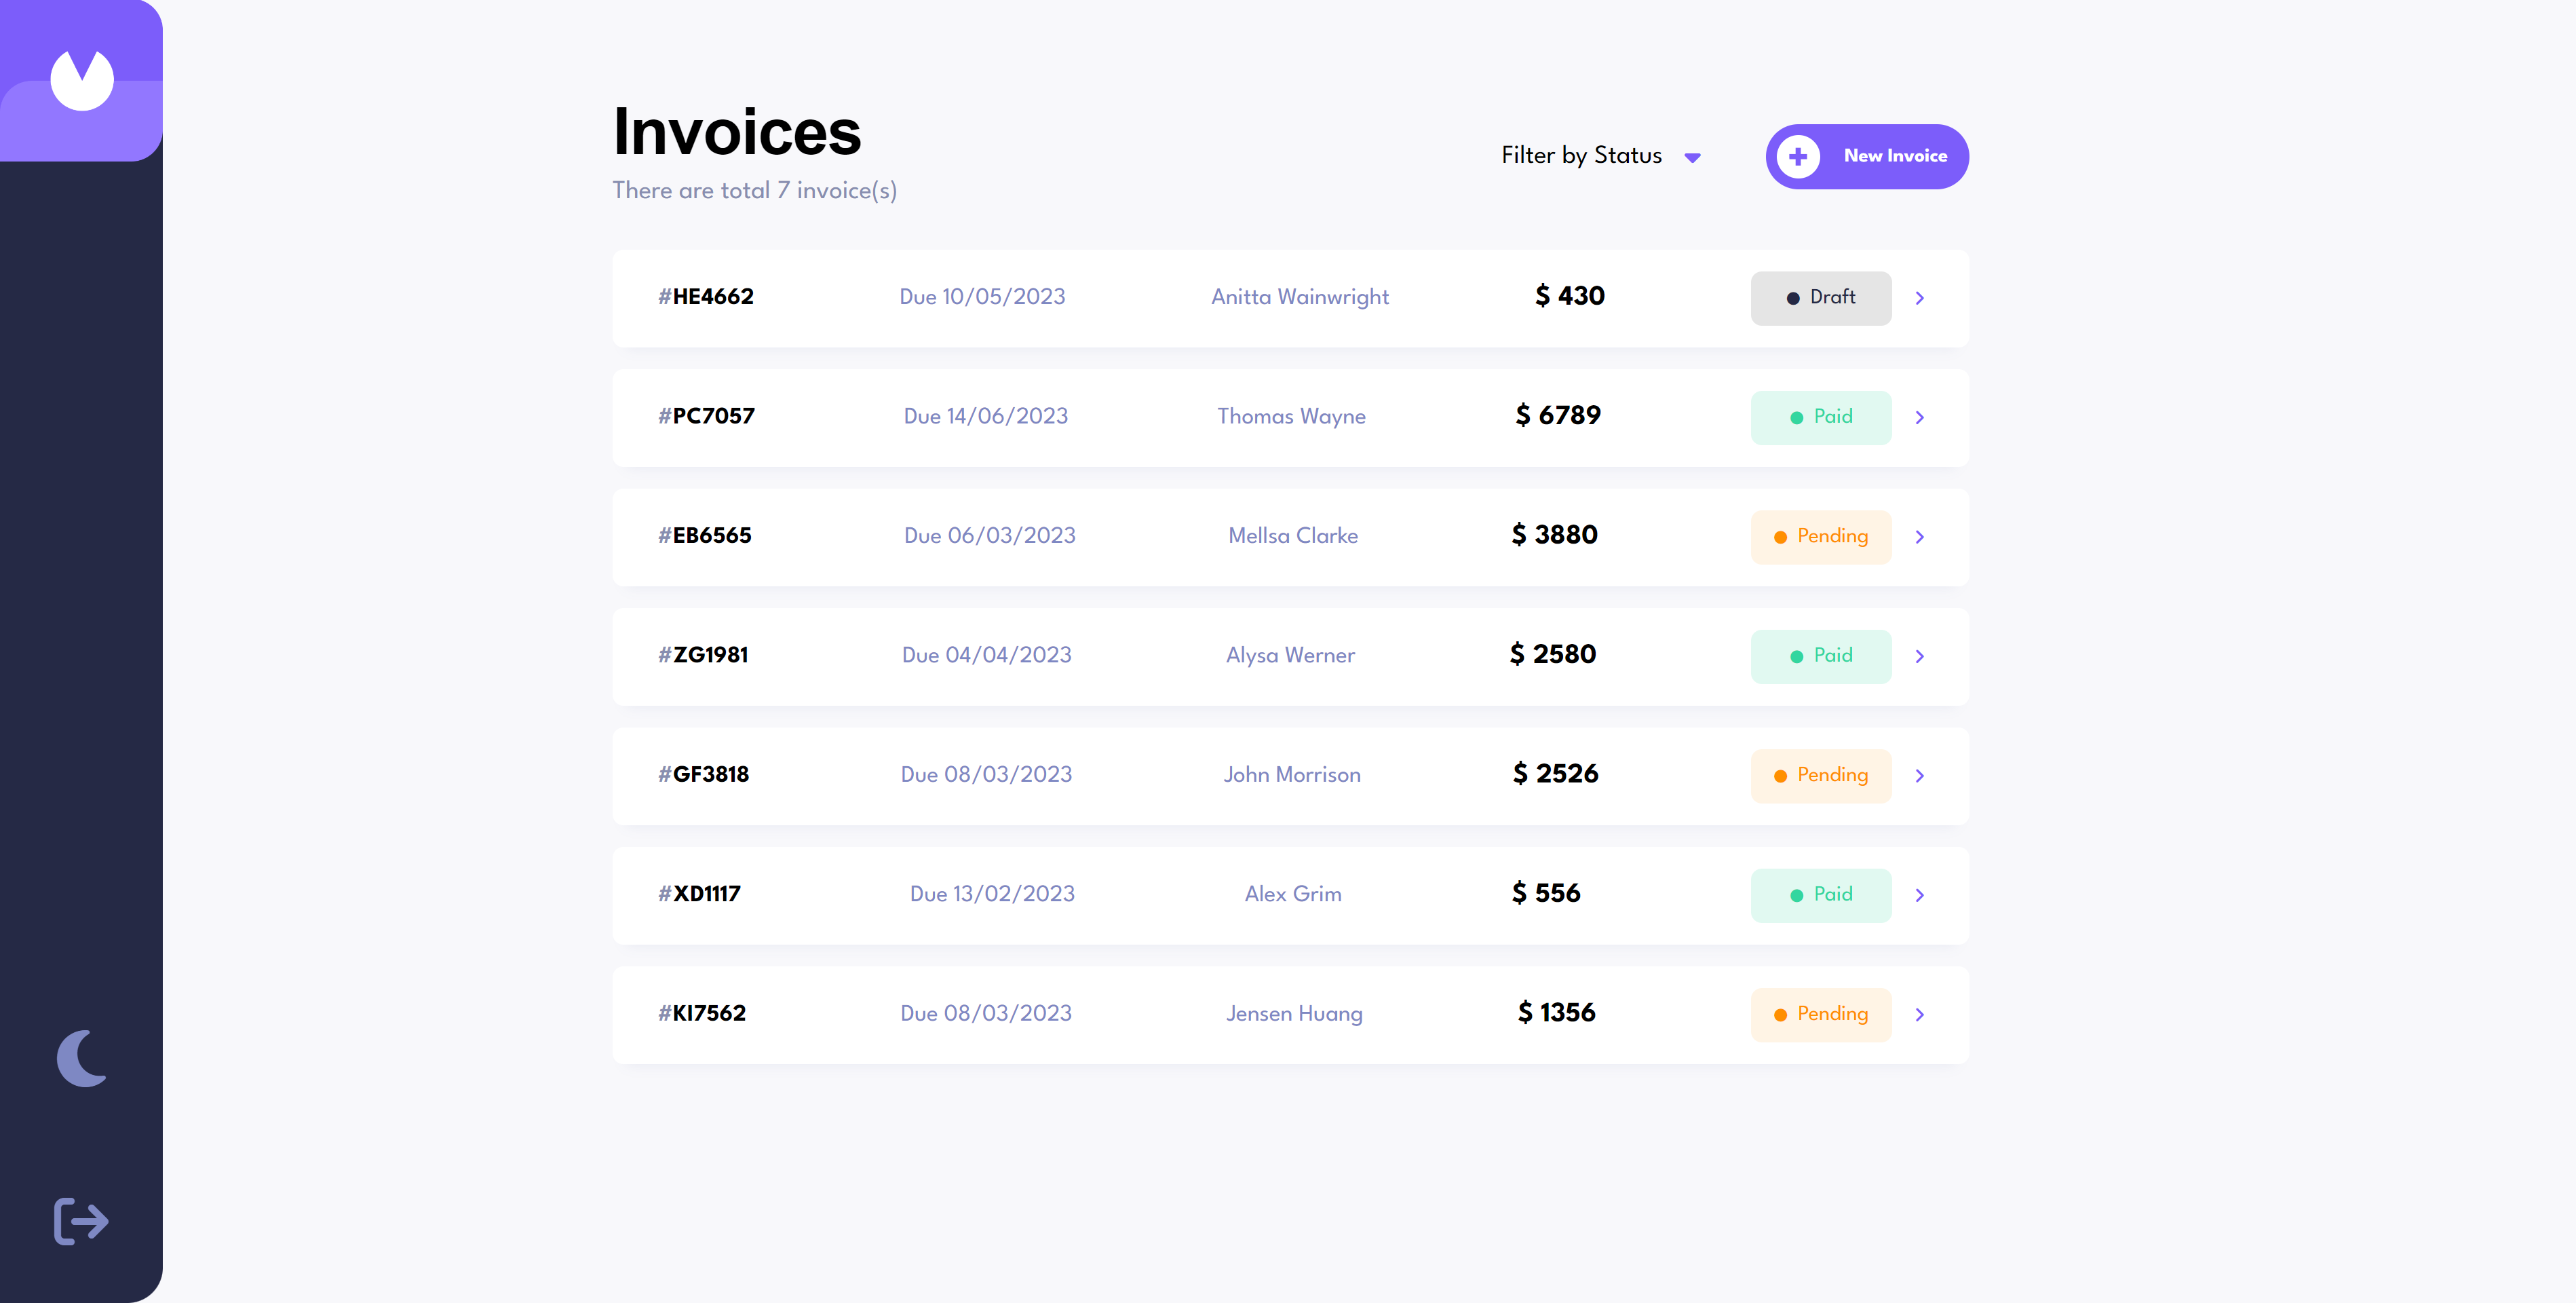 Invoices
There are total 7 invoice(s)
Filter by Status
New Invoice
#HE4662 Due 10/05/2023 Anitta Wainwright $ 430 Draft
#PC7057 Due 14/06/2023 Thomas Wayne $ 6789 Paid
#EB6565 Due 06/03/2023 Mellsa Clarke $ 3880 Pending
#ZG1981 Due 04/04/2023 Alysa Werner $ 2580 Paid
#GF3818 Due 08/03/2023 John Morrison $ 2526 Pending
#XD1117 Due 13/02/2023 Alex Grim $ 556 Paid
#KI7562 Due 08/03/2023 Jensen Huang $ 1356 Pending